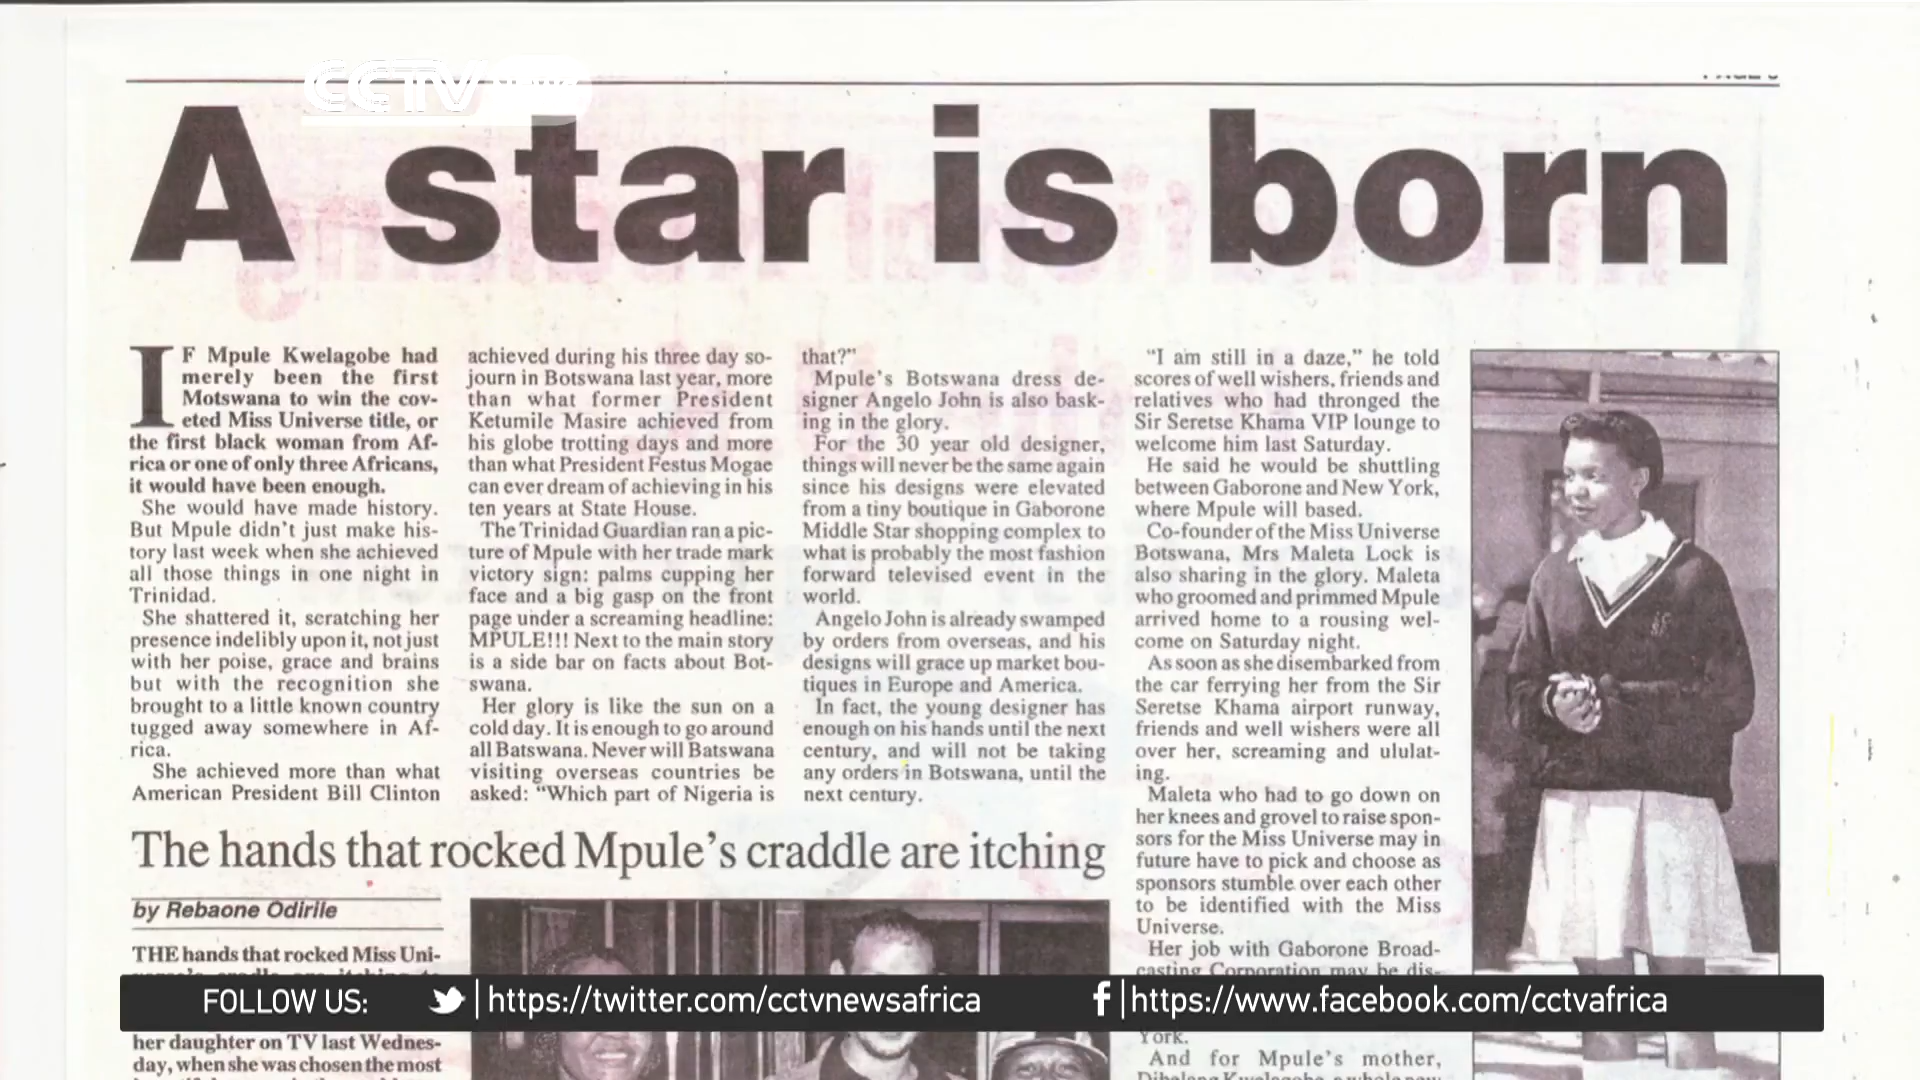 CCTV NEWS
A star is born
IF Mpule Kwelagobe had
merely been the first
Motswana to win the cov-
eted Miss Universe title, or
the first black woman from Af-
rica or one of only three Africans,
it would have been enough.
She would have made history.
But Mpule didn't just make his-
tory last week when she achieved
all those things in one night in
Trinidad.
She shattered it, scratching her
presence indelibly upon it, not just
with her poise, grace and brains
but with the recognition she
brought to a little known country
tugged away somewhere in Af-
rica.
She achieved more than what
American President Bill Clinton
achieved during his three day so-
journ in Botswana last year, more
than what former President
Ketumile Masire achieved from
his globe trotting days and more
than what President Festus Mogae
can ever dream of achieving in his
ten years at State House.
The Trinidad Guardian ran a pic-
ture of Mpule with her trade mark
victory sign: palms cupping her
face and a big gasp on the front
page under a screaming headline:
MPULE!!! Next to the main story
is a side bar on facts about Bot-
swana.
Her glory is like the sun on a
cold day. It is enough to go around
all Batswana. Never will Batswana
visiting overseas countries be
asked: "Which part of Nigeria is
that?"
Mpule's Botswana dress de-
signer Angelo John is also bask-
ing in the glory.
For the 30 year old designer,
things will never be the same again
since his designs were elevated
from a tiny boutique in Gaborone
Middle Star shopping complex to
what is probably the most fashion
forward televised event in the
world.
Angelo John is already swamped
by orders from overseas, and his
designs will grace up market bou-
tiques in Europe and America.
In fact, the young designer has
enough on his hands until the next
century, and will not be taking
any orders in Botswana, until the
next century.
"I am still in a daze," he told
scores of well wishers, friends and
relatives who had thronged the
Sir Seretse Khama VIP lounge to
welcome him last Saturday.
He said he would be shuttling
between Gaborone and New York,
where Mpule will based.
Co-founder of the Miss Universe
Botswana, Mrs Maleta Lock is
also sharing in the glory. Maleta
who groomed and primmed Mpule
arrived home to a rousing wel-
come on Saturday night.
As soon as she disembarked from
the car ferrying her from the Sir
Seretse Khama airport runway,
friends and well wishers were all
over her, screaming and ululat-
ing.
Maleta who had to go down on
her knees and grovel to raise spon-
sors for the Miss Universe may in
future have to pick and choose as
sponsors stumble over each other
to be identified with the Miss
Universe.
Her job with Gaborone Broad-
casting Corporation may be dis-
York.
And for Mpule's mother,
The hands that rocked Mpule's craddle are itching
by Rebaone Odirile
THE hands that rocked Miss Uni-
her daughter on TV last Wednes-
day, when she was chosen the most
FOLLOW US: https://twitter.com/cctvnewsafrica https://www.facebook.com/cctvafrica